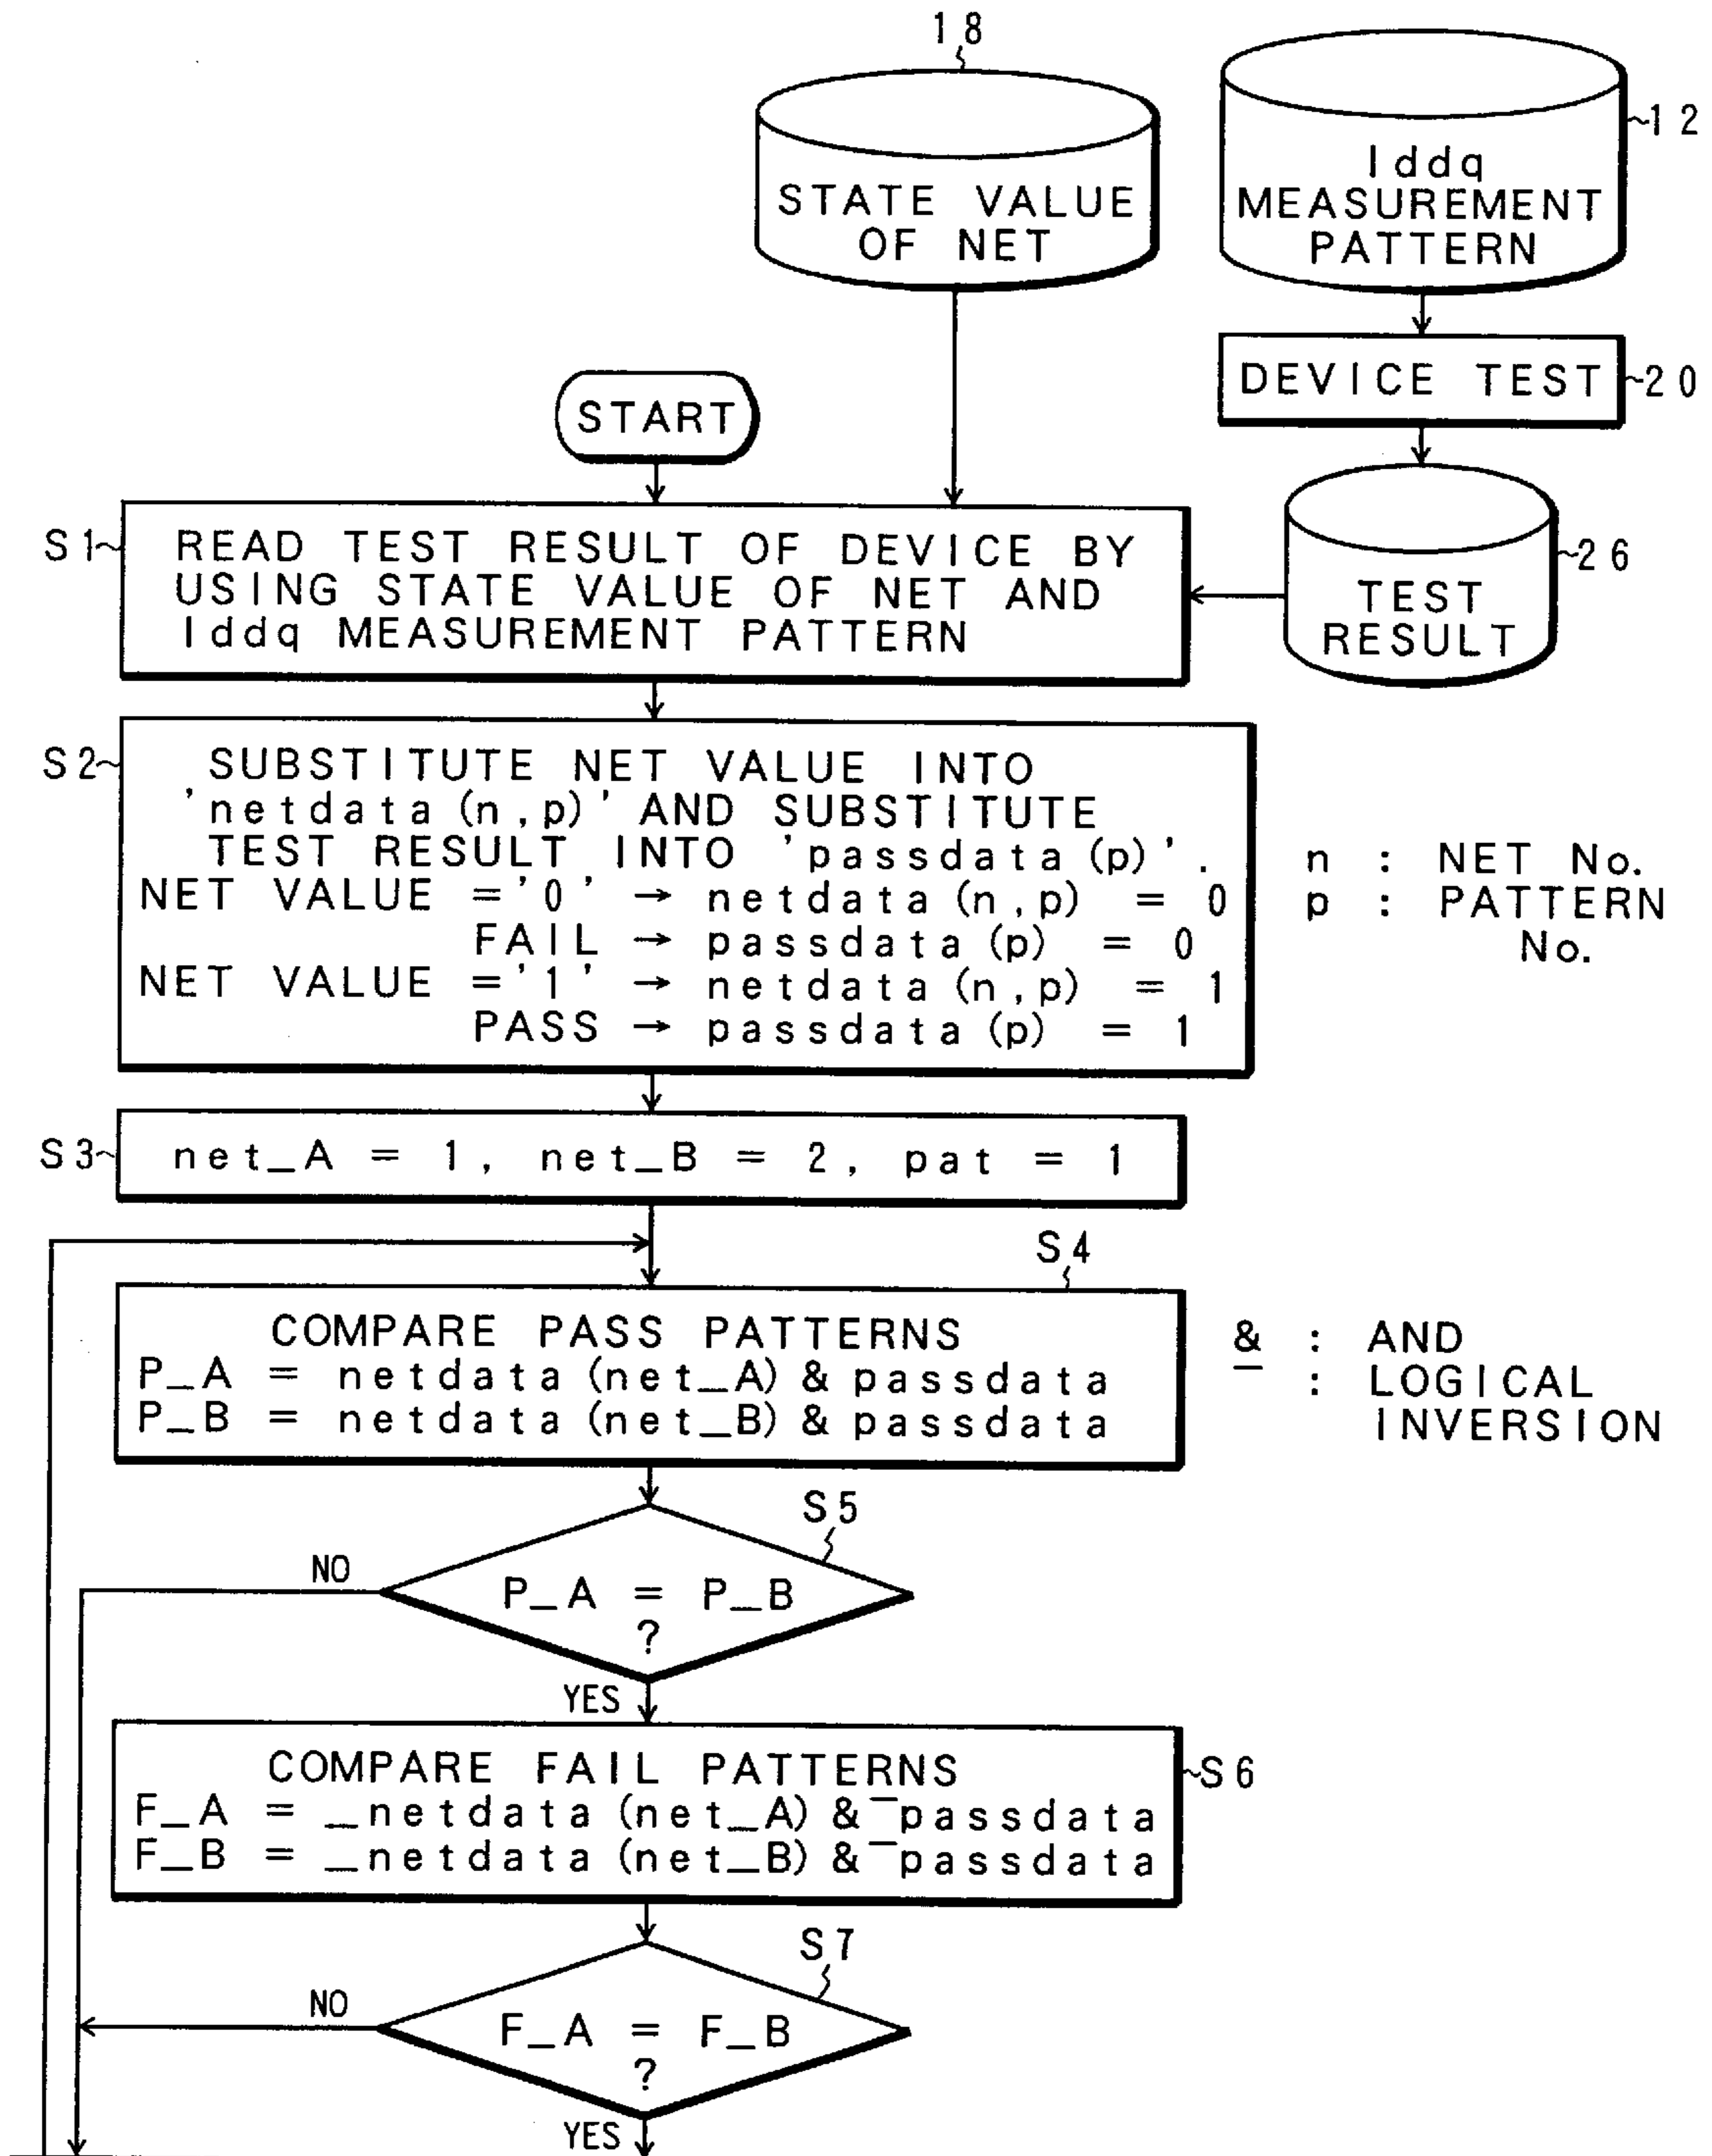 18
STATE VALUE
OF NET
12
Iddq
MEASUREMENT
PATTERN
DEVICE TEST
20
START
S1
READ TEST RESULT OF DEVICE BY
USING STATE VALUE OF NET AND
Iddq MEASUREMENT PATTERN
26
TEST
RESULT
S2
SUBSTITUTE NET VALUE INTO
'netdata(n,p)' AND SUBSTITUTE
TEST RESULT INTO 'passdata(p)'.
NET VALUE ='0' → netdata(n,p) = 0
FAIL → passdata(p) = 0
NET VALUE ='1' → netdata(n,p) = 1
PASS → passdata(p) = 1
n : NET No.
p : PATTERN
No.
S3
net_A = 1, net_B = 2, pat = 1
S4
COMPARE PASS PATTERNS
P_A = netdata(net_A) & passdata
P_B = netdata(net_B) & passdata
& : AND
‾ : LOGICAL
INVERSION
S5
NO
P_A = P_B
?
YES
COMPARE FAIL PATTERNS
F_A = _netdata(net_A) & ‾passdata
F_B = _netdata(net_B) & ‾passdata
S6
S7
NO
F_A = F_B
?
YES